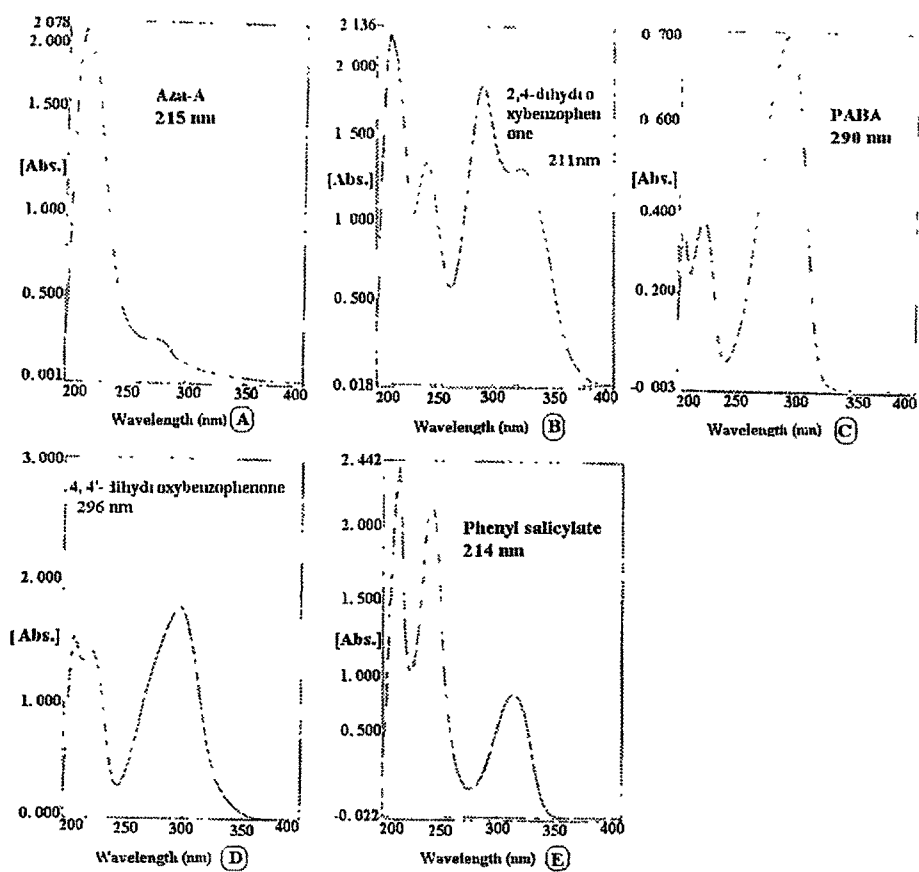 2 078
2.000
1.500
[Abs.]
1.000
0.500
0.001
Aza-A
215 nm
200 250 300 350 400
Wavelength (nm) A
2 136
2 000
1 500
[Abs.]
1 000
0.500
0.018
2,4-dihydro
xybenzophen
one
211nm
200 250 300 350 400
Wavelength (nm) B
0 700
0 600
[Abs.]
0.400
0.200
-0 003
PABA
290 nm
200 250 300 350 400
Wavelength (nm) C
3.000
2.000
[Abs.]
1.000
0.000
4, 4'- dihydroxybenzophenone
296 nm
200 250 300 350 400
Wavelength (nm) D
2.442
2.000
1.500
[Abs.]
1.000
0.500
-0.022
Phenyl salicylate
214 nm
200 250 300 350 400
Wavelength (nm) E